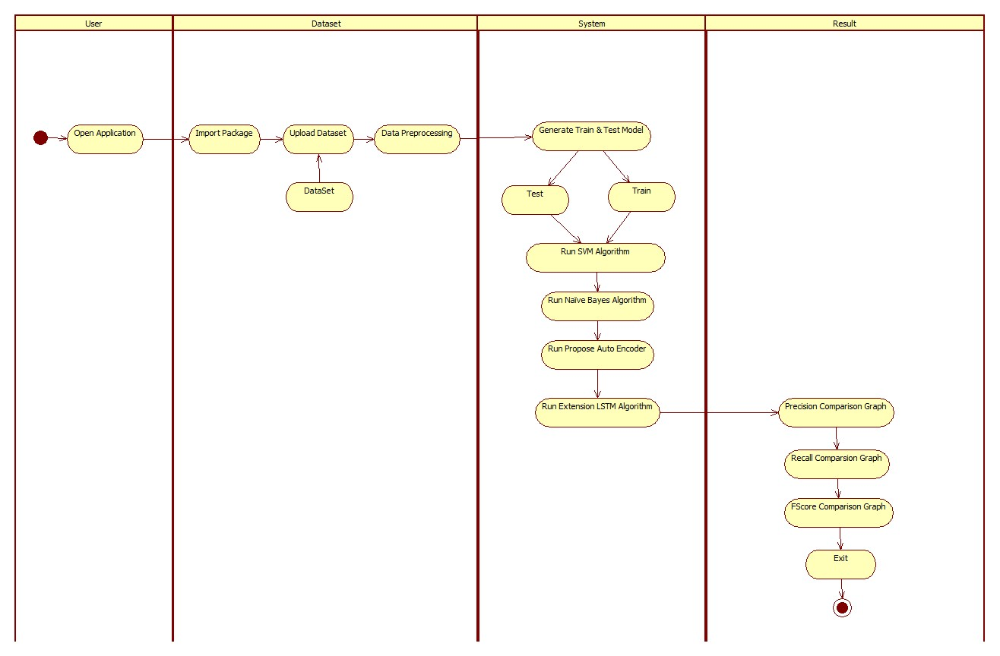 User
Dataset
System
Result
Open Application
Import Package
Upload Dataset
Data Preprocessing
Generate Train & Test Model
DataSet
Test
Train
Run SVM Algorithm
Run Naïve Bayes Algorithm
Run Propose Auto Encoder
Run Extension LSTM Algorithm
Precision Comparison Graph
Recall Comparsion Graph
FScore Comparison Graph
Exit